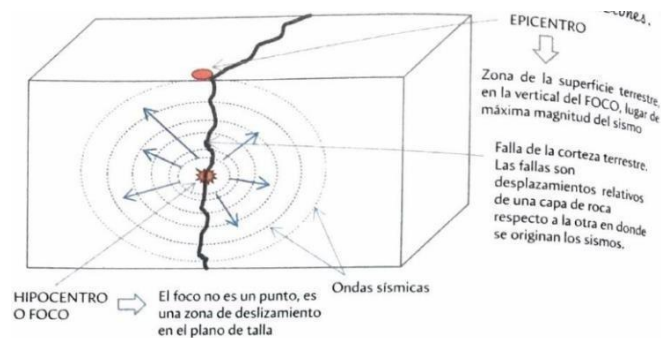 EPICENTRO
Zona de la superficie terrestre,
en la vertical del FOCO, lugar de
máxima magnitud del sismo
Falla de la corteza terrestre.
Las fallas son
desplazamientos relativos
de una capa de roca
respecto a la otra en donde
se originan los sismos.
Ondas sísmicas
HIPOCENTRO
O FOCO
El foco no es un punto, es
una zona de deslizamiento
en el plano de talla